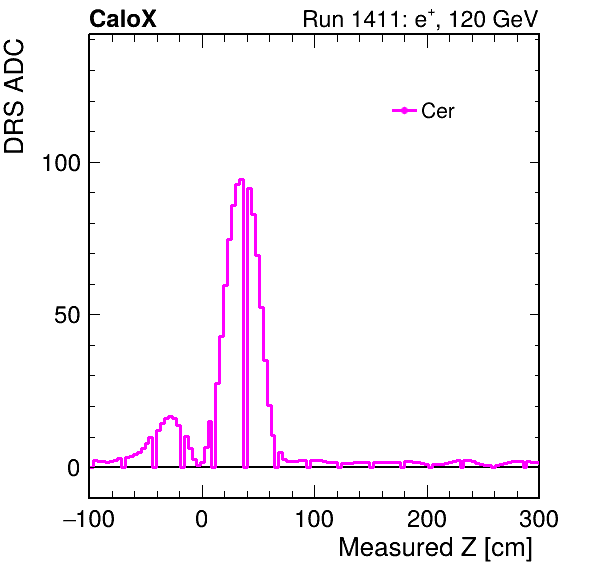 CaloX Run 1411: e⁺, 120 GeV
DRS ADC
Cer
100
50
0
−100 0 100 200 300
Measured Z [cm]